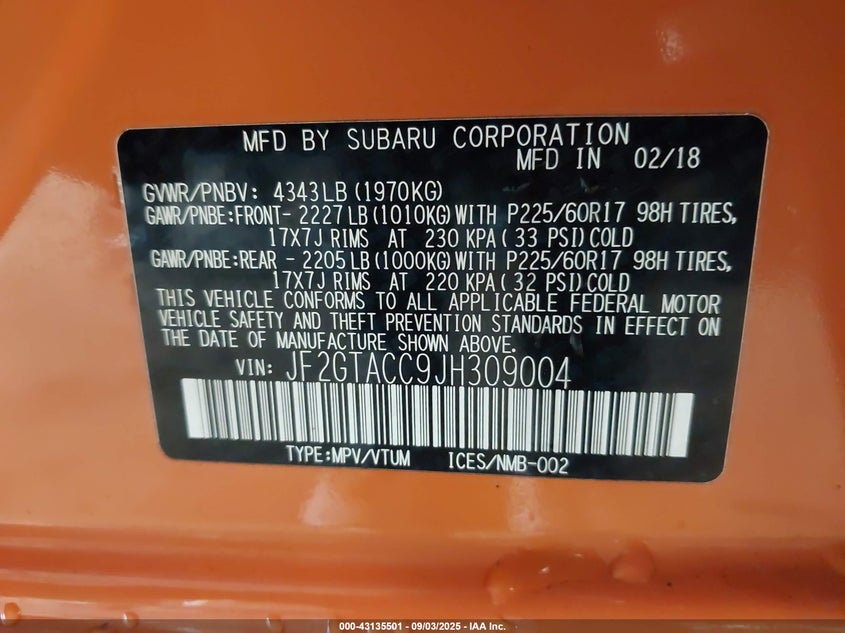 MFD BY SUBARU CORPORATION
MFD IN 02/18
GVWR/PNBV: 4343LB (1970KG)
GAWR/PNBE:FRONT- 2227 LB (1010KG) WITH P225/60R17 98H TIRES,
17X7J RIMS AT 230 KPA ( 33 PSI) COLD
GAWR/PNBE:REAR - 2205 LB (1000KG) WITH P225/60R17 98H TIRES,
17X7J RIMS AT 220 KPA ( 32 PSI) COLD
THIS VEHICLE CONFORMS TO ALL APPLICABLE FEDERAL MOTOR
VEHICLE SAFETY AND THEFT PREVENTION STANDARDS IN EFFECT ON
THE DATE OF MANUFACTURE SHOWN ABOVE.
VIN: JF2GTACC9JH309004
TYPE:MPV/VTUM ICES/NMB-002
000-43135501 - 09/03/2025 - IAA Inc.